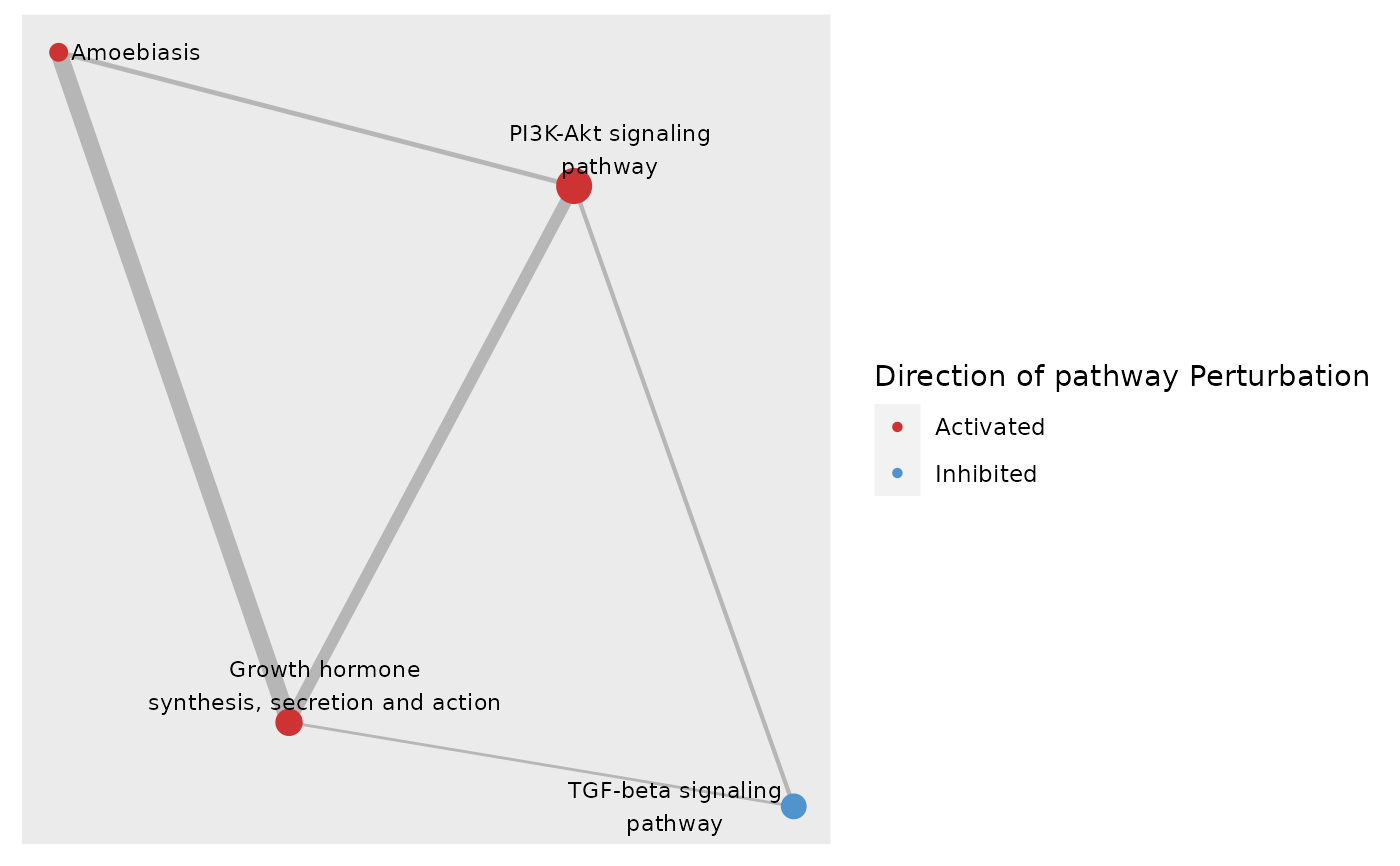 Amoebiasis
PI3K-Akt signaling
pathway
Growth hormone
synthesis, secretion and action
TGF-beta signaling
pathway
Direction of pathway Perturbation
Activated
Inhibited